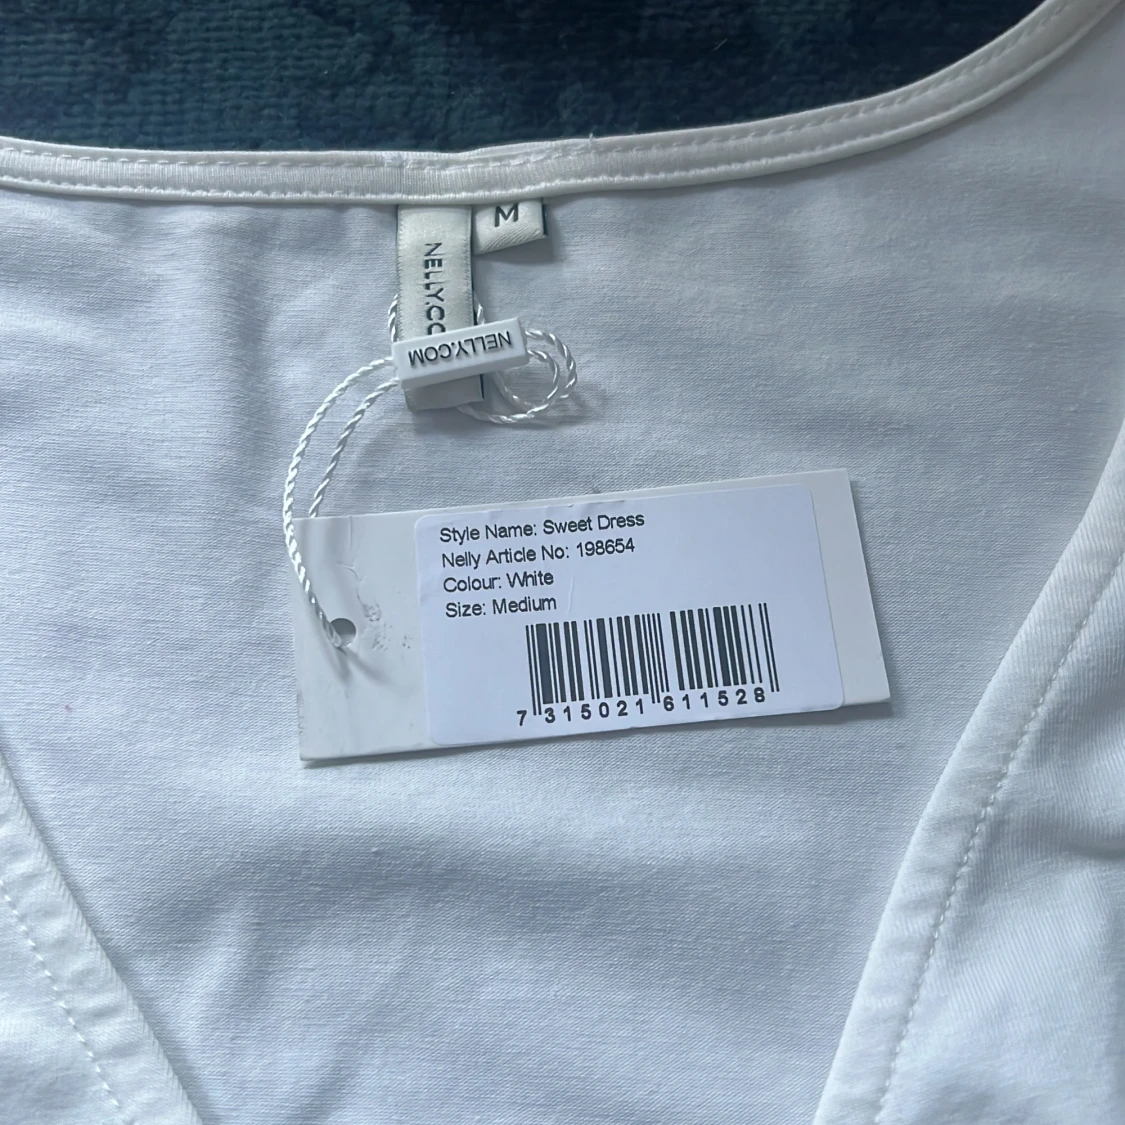 M
NELLY.CO
NELLY.COM
Style Name: Sweet Dress
Nelly Article No: 198654
Colour: White
Size: Medium
7 315021 611528